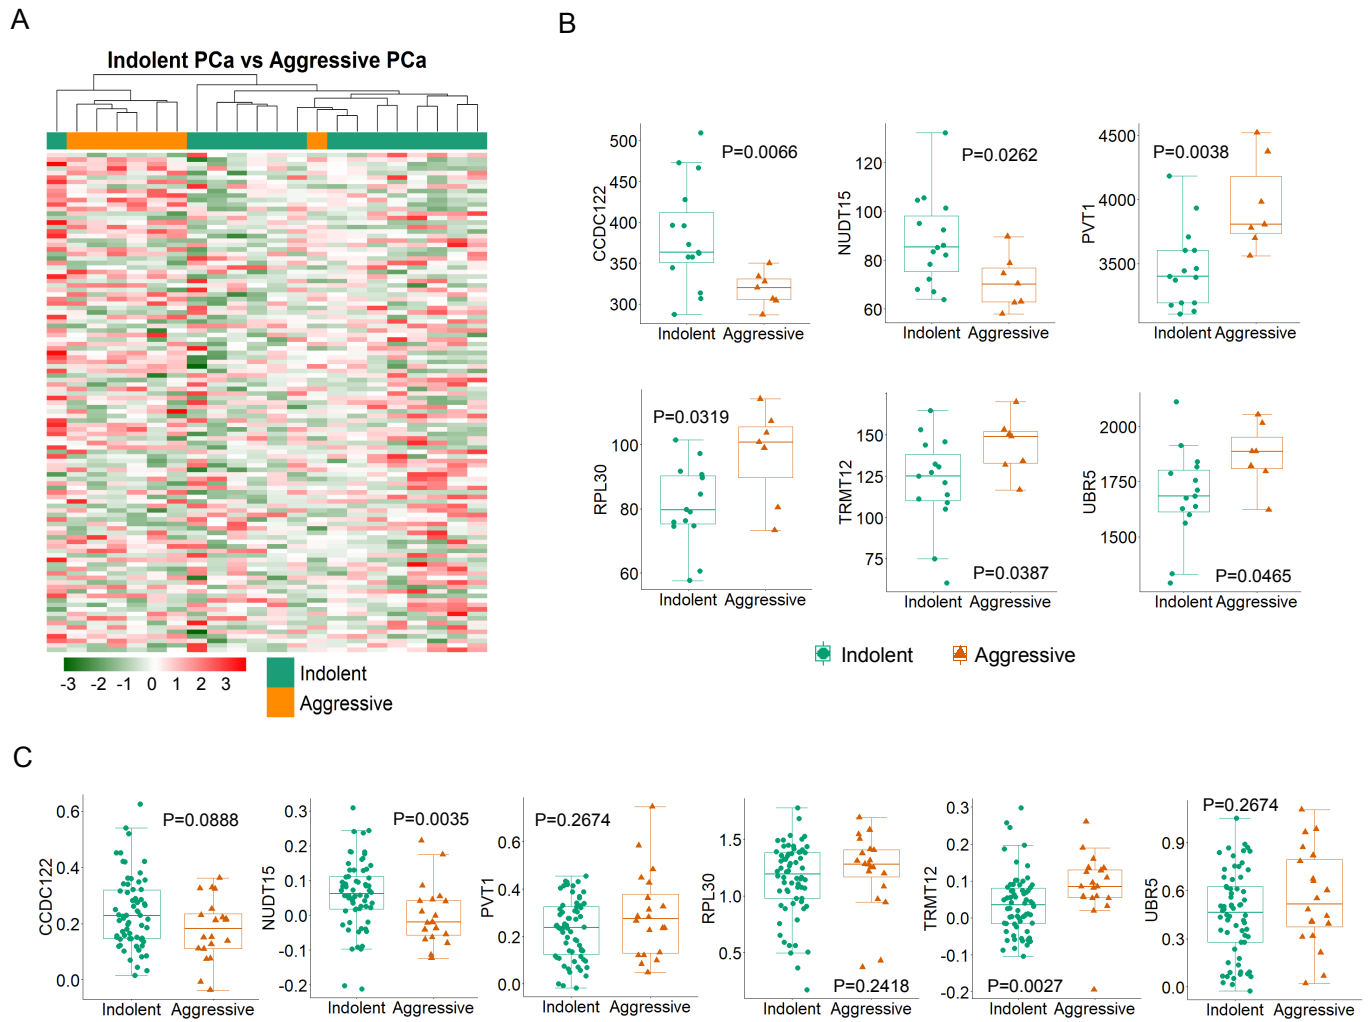 A
B
Indolent PCa vs Aggressive PCa
-3 -2 -1 0 1 2 3
Indolent
Aggressive
CCDC122
500
450
400
350
300
P=0.0066
Indolent Aggressive
NUDT15
120
100
80
60
P=0.0262
Indolent Aggressive
PVT1
4500
4000
3500
P=0.0038
Indolent Aggressive
RPL30
100
80
60
P=0.0319
Indolent Aggressive
TRMT12
150
125
100
75
P=0.0387
Indolent Aggressive
UBR5
2000
1750
1500
P=0.0465
Indolent Aggressive
Indolent Aggressive
C
CCDC122
0.6
0.4
0.2
0.0
P=0.0888
Indolent Aggressive
NUDT15
0.3
0.2
0.1
0.0
-0.1
-0.2
P=0.0035
Indolent Aggressive
PVT1
0.6
0.4
0.2
0.0
P=0.2674
Indolent Aggressive
RPL30
1.5
1.0
0.5
P=0.2418
Indolent Aggressive
TRMT12
0.3
0.2
0.1
0.0
-0.1
-0.2
P=0.0027
Indolent Aggressive
UBR5
0.9
0.6
0.3
0.0
P=0.2674
Indolent Aggressive